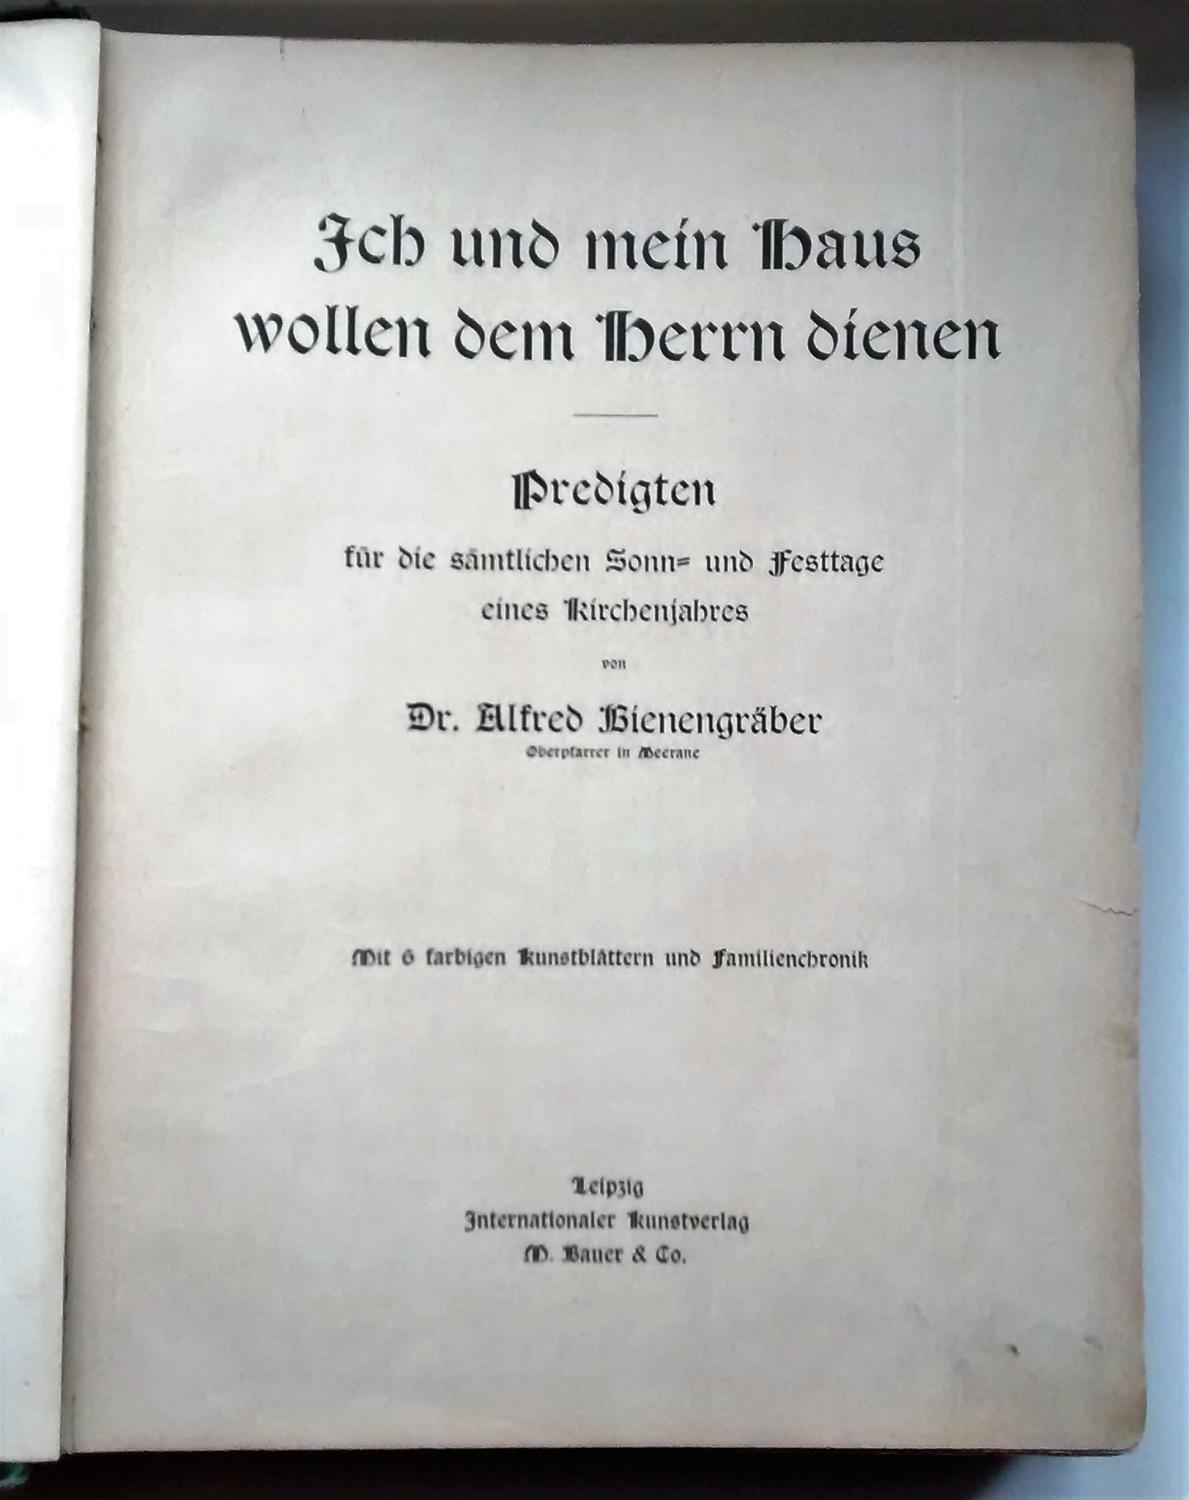 Ich und mein Haus
wollen dem Herrn dienen
Predigten
für die sämtlichen Sonn= und Festtage
eines Kirchenjahres
von
Dr. Alfred Bienengräber
Oberpfarrer in Meerane
Mit 6 farbigen Kunstblättern und Familienchronik
Leipzig
Internationaler Kunstverlag
M. Bauer & Co.